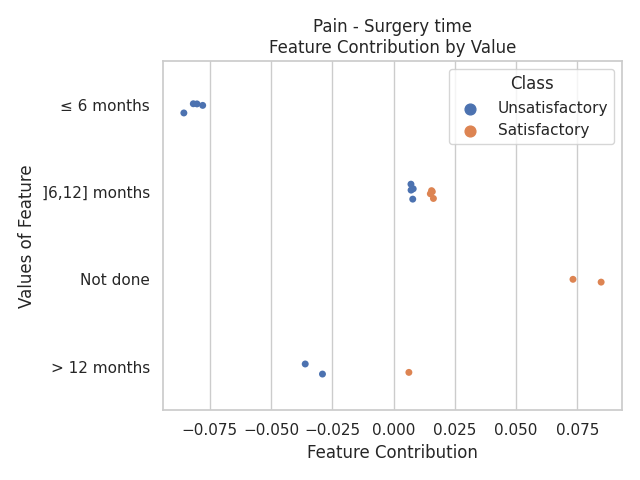 Pain - Surgery time
Feature Contribution by Value
Class
Unsatisfactory
Satisfactory
Values of Feature
≤ 6 months
]6,12] months
Not done
> 12 months
−0.075 −0.050 −0.025 0.000 0.025 0.050 0.075
Feature Contribution